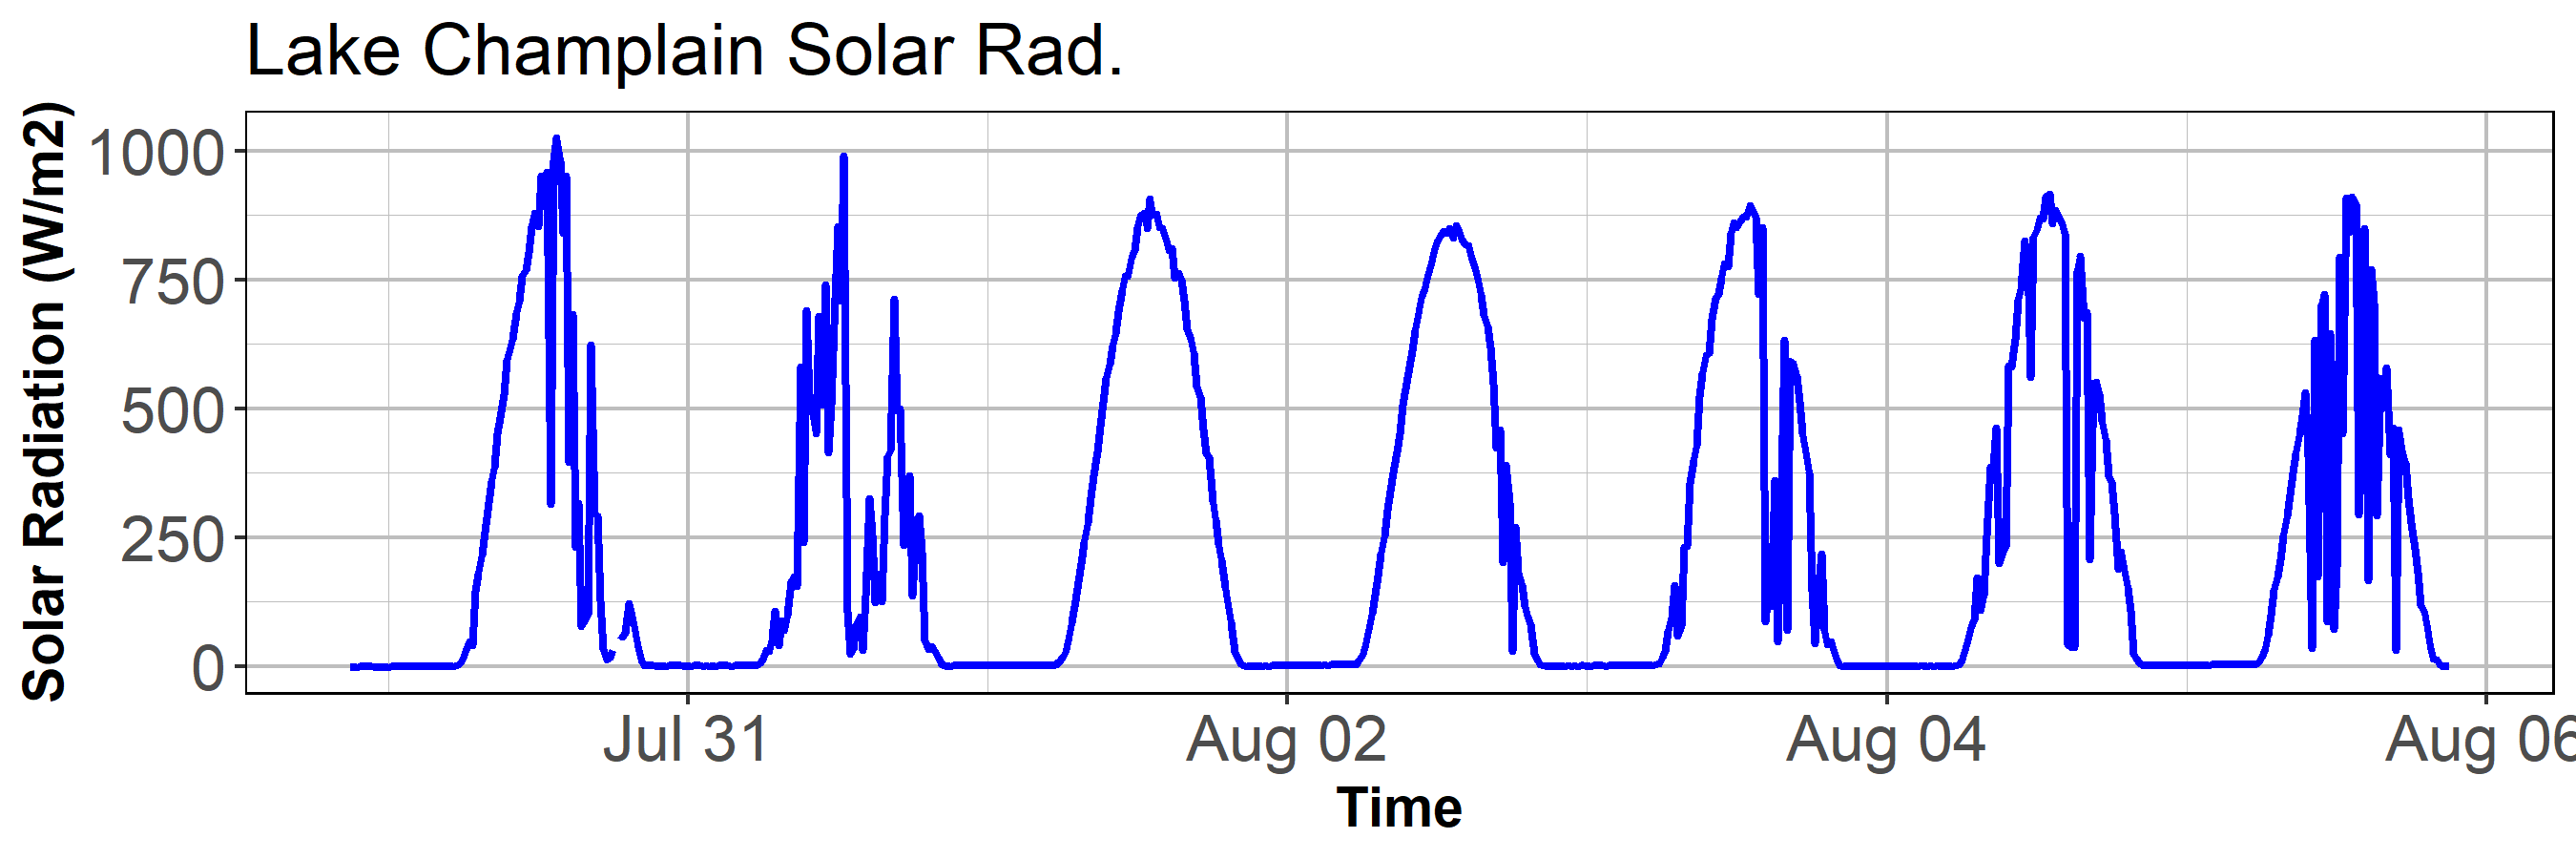 Lake Champlain Solar Rad.
Solar Radiation (W/m2)
1000
750
500
250
0
Jul 31 Aug 02 Aug 04 Aug 06
Time